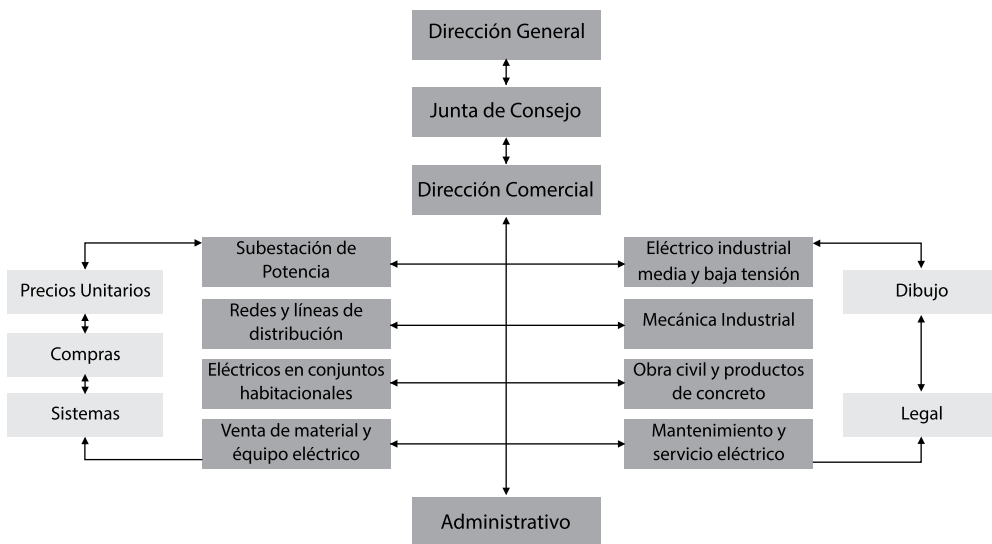 Dirección General
Junta de Consejo
Dirección Comercial
Subestación de
Potencia
Eléctrico industrial
media y baja tensión
Precios Unitarios
Dibujo
Redes y líneas de
distribución
Mecánica Industrial
Compras
Eléctricos en conjuntos
habitacionales
Obra civil y productos
de concreto
Sistemas
Legal
Venta de material y
équipo eléctrico
Mantenimiento y
servicio eléctrico
Administrativo